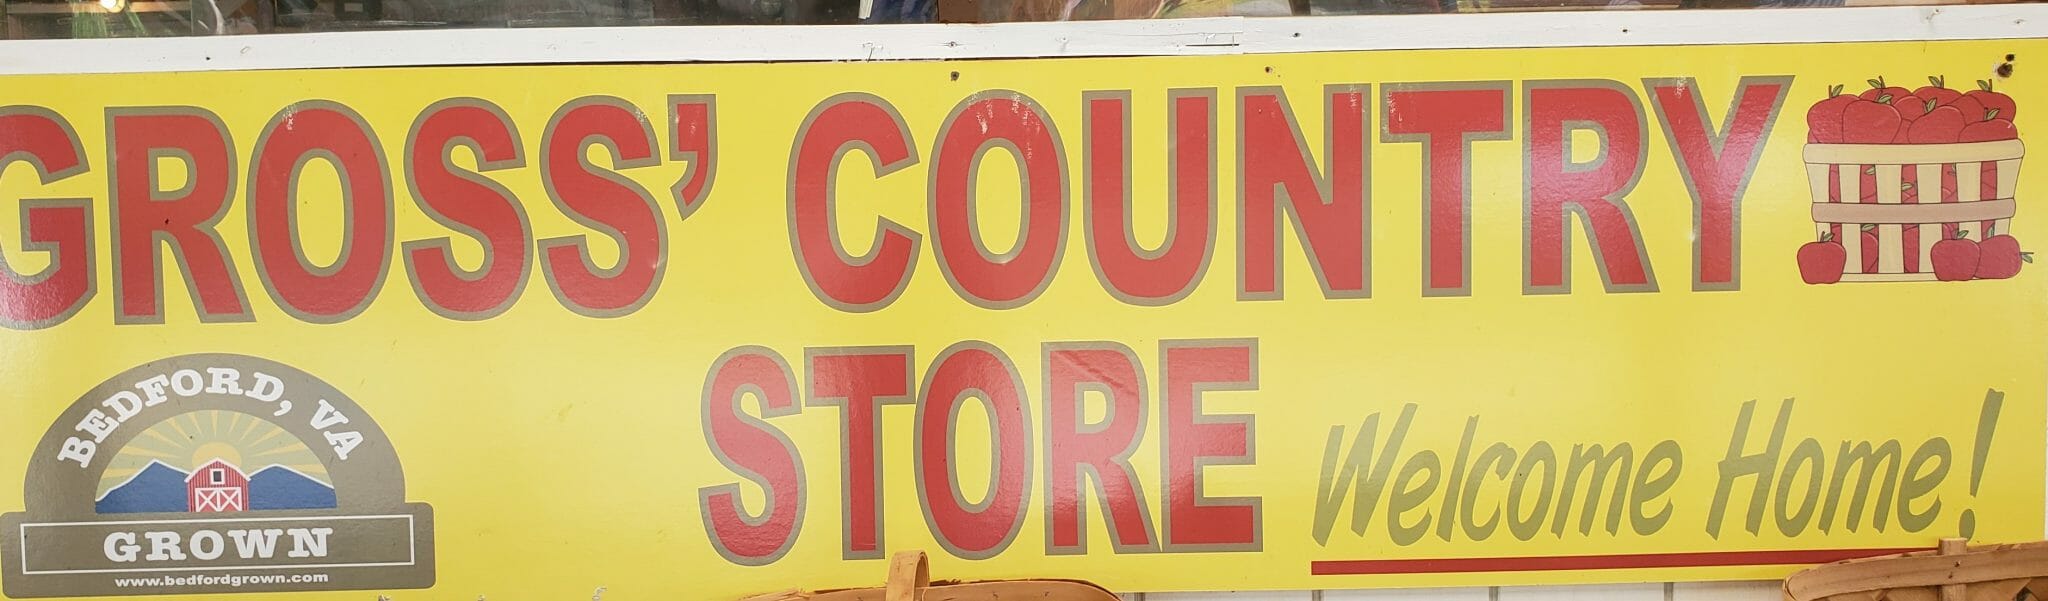 GROSS' COUNTRY
STORE
Welcome Home!
BEDFORD, VA
GROWN
www.bedfordgrown.com